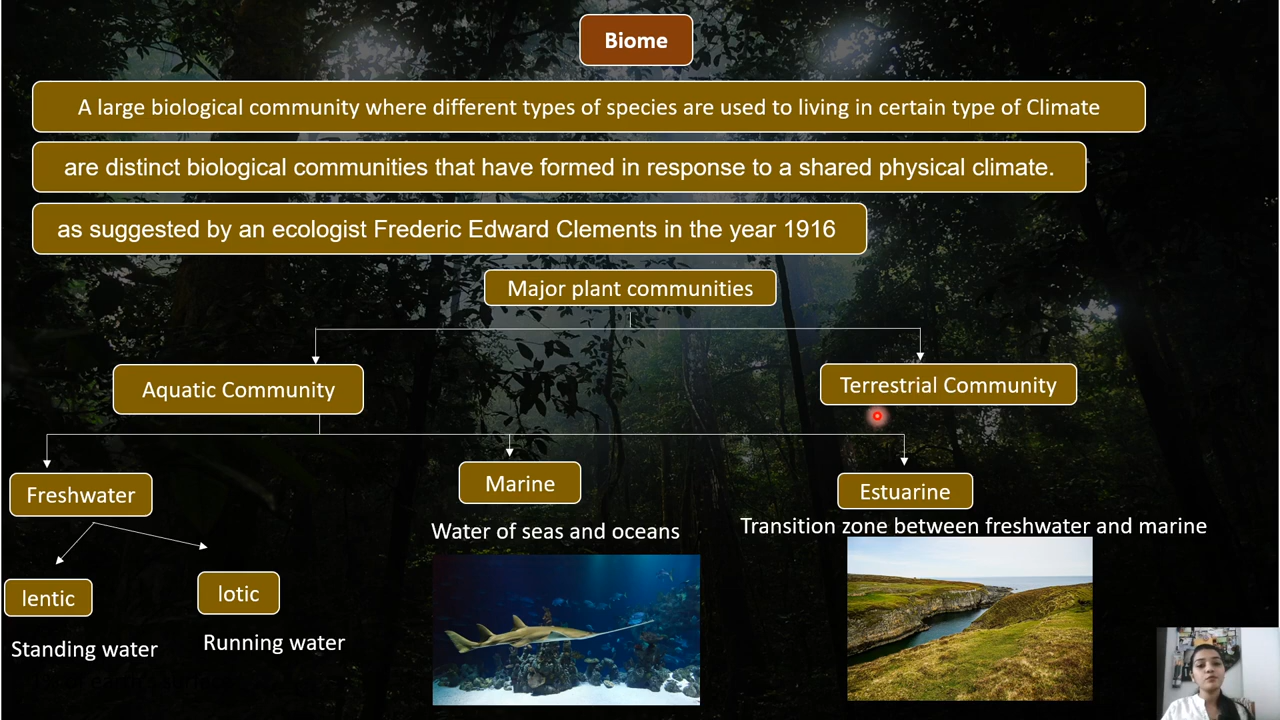 Biome
A large biological community where different types of species are used to living in certain type of Climate
are distinct biological communities that have formed in response to a shared physical climate.
as suggested by an ecologist Frederic Edward Clements in the year 1916
Major plant communities
Aquatic Community
Terrestrial Community
Freshwater
Marine
Estuarine
Water of seas and oceans
Transition zone between freshwater and marine
lentic
lotic
Standing water
Running water